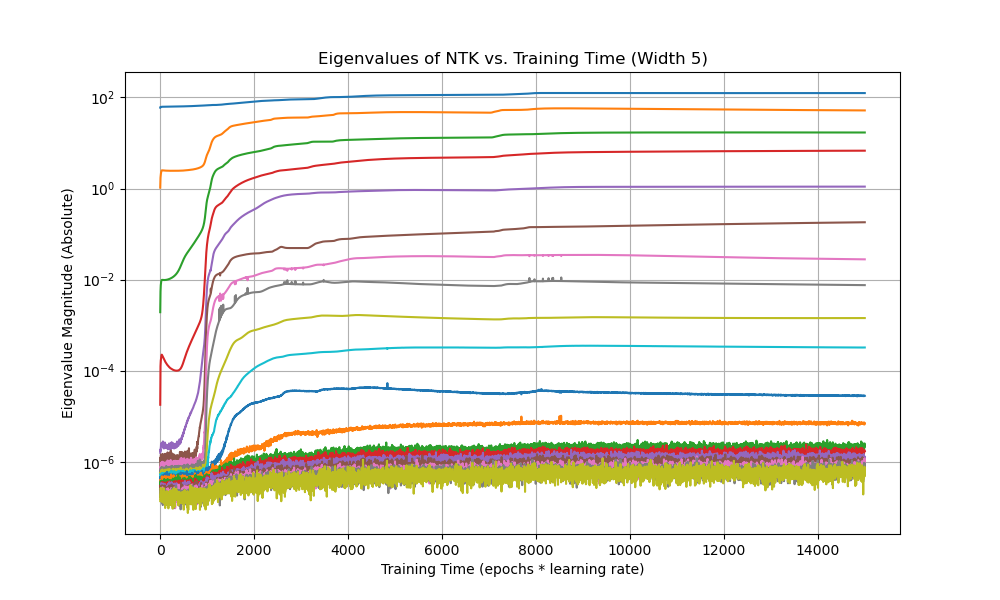 Eigenvalues of NTK vs. Training Time (Width 5)
Eigenvalue Magnitude (Absolute)
10²
10⁰
10⁻²
10⁻⁴
10⁻⁶
0 2000 4000 6000 8000 10000 12000 14000
Training Time (epochs * learning rate)